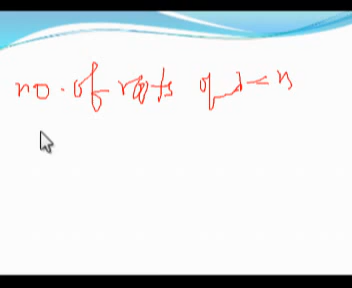 no. of roots of λ < n